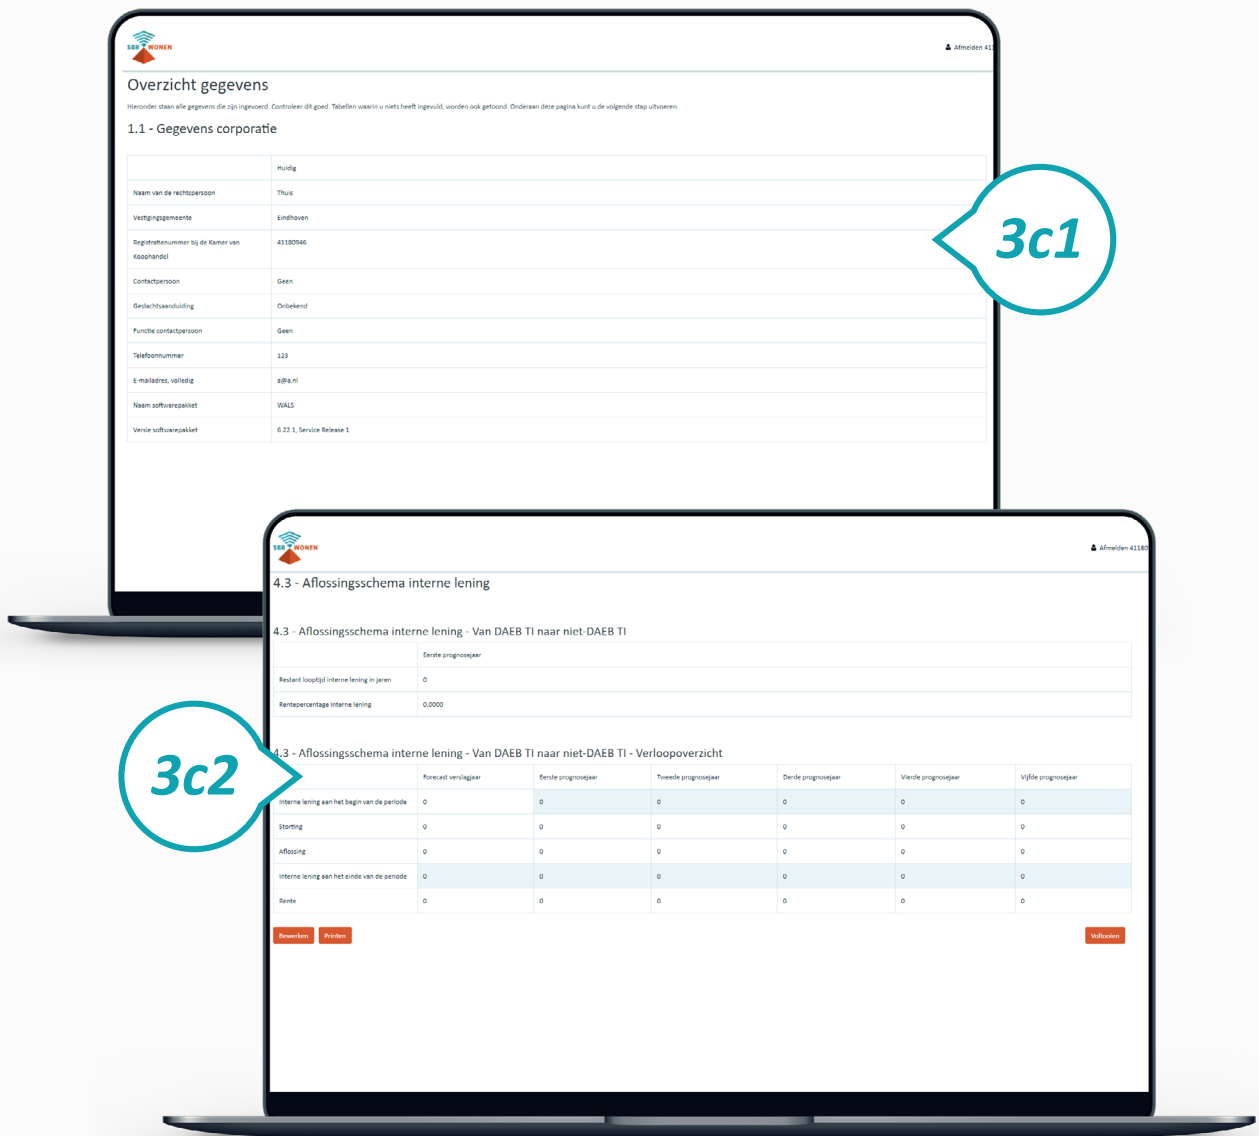 SBR WONEN
Afmelden 411
Overzicht gegevens
Hieronder staan alle gegevens die zijn ingevoerd. Controleer dit goed. Tabellen waarin u niets heeft ingevuld, worden ook getoond. Onderaan deze pagina kunt u de volgende stap uitvoeren.
1.1 - Gegevens corporatie
Huidig
Naam van de rechtspersoon Thuis
Vestigingsgemeente Eindhoven
Registratienummer bij de Kamer van Koophandel 41180946
Contactpersoon Geen
Geslachtsaanduiding Onbekend
Functie contactpersoon Geen
Telefoonnummer 123
E-mailadres, volledig a@a.nl
Naam softwarepakket WALS
Versie softwarepakket 6.22.1, Service Release 1
3c1
SBR WONEN
Afmelden 41180
4.3 - Aflossingsschema interne lening
4.3 - Aflossingsschema interne lening - Van DAEB TI naar niet-DAEB TI
Eerste prognosejaar
Restant looptijd interne lening in jaren 0
Rentepercentage interne lening 0,0000
3c2
4.3 - Aflossingsschema interne lening - Van DAEB TI naar niet-DAEB TI - Verloopoverzicht
Forecast verslagjaar Eerste prognosejaar Tweede prognosejaar Derde prognosejaar Vierde prognosejaar Vijfde prognosejaar
Interne lening aan het begin van de periode 0 0 0 0 0 0
Storting 0 0 0 0 0 0
Aflossing 0 0 0 0 0 0
Interne lening aan het einde van de periode 0 0 0 0 0 0
Rente 0 0 0 0 0 0
Bewerken Printen Voltooien